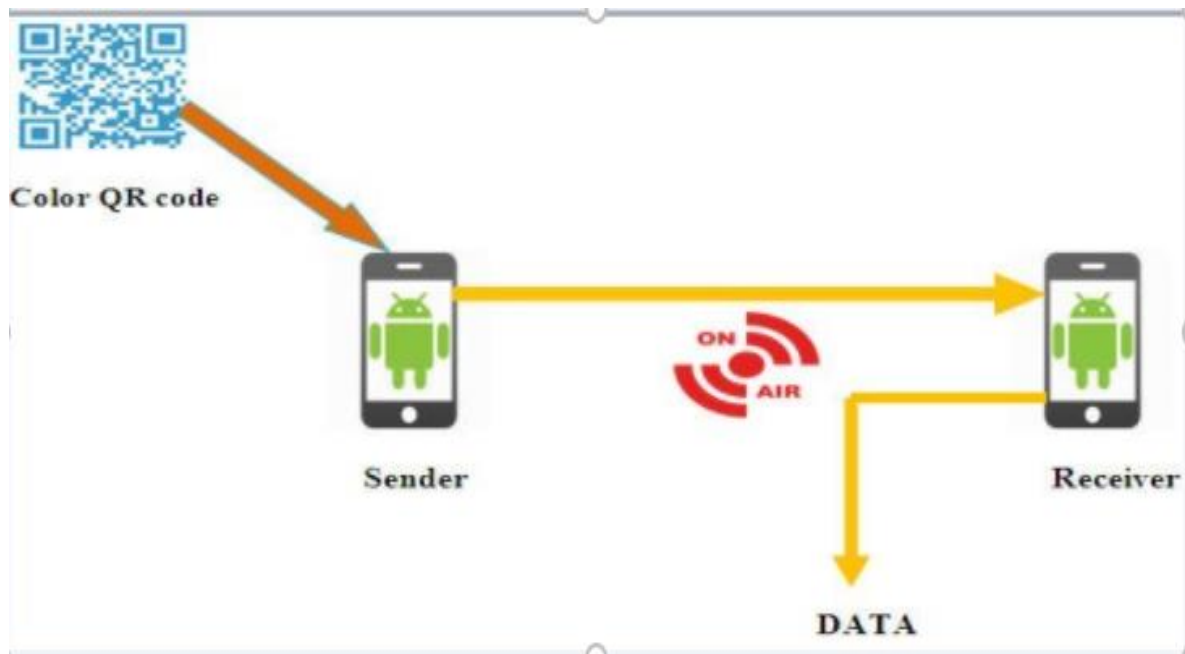 Color QR code
ON
AIR
Sender
Receiver
DATA